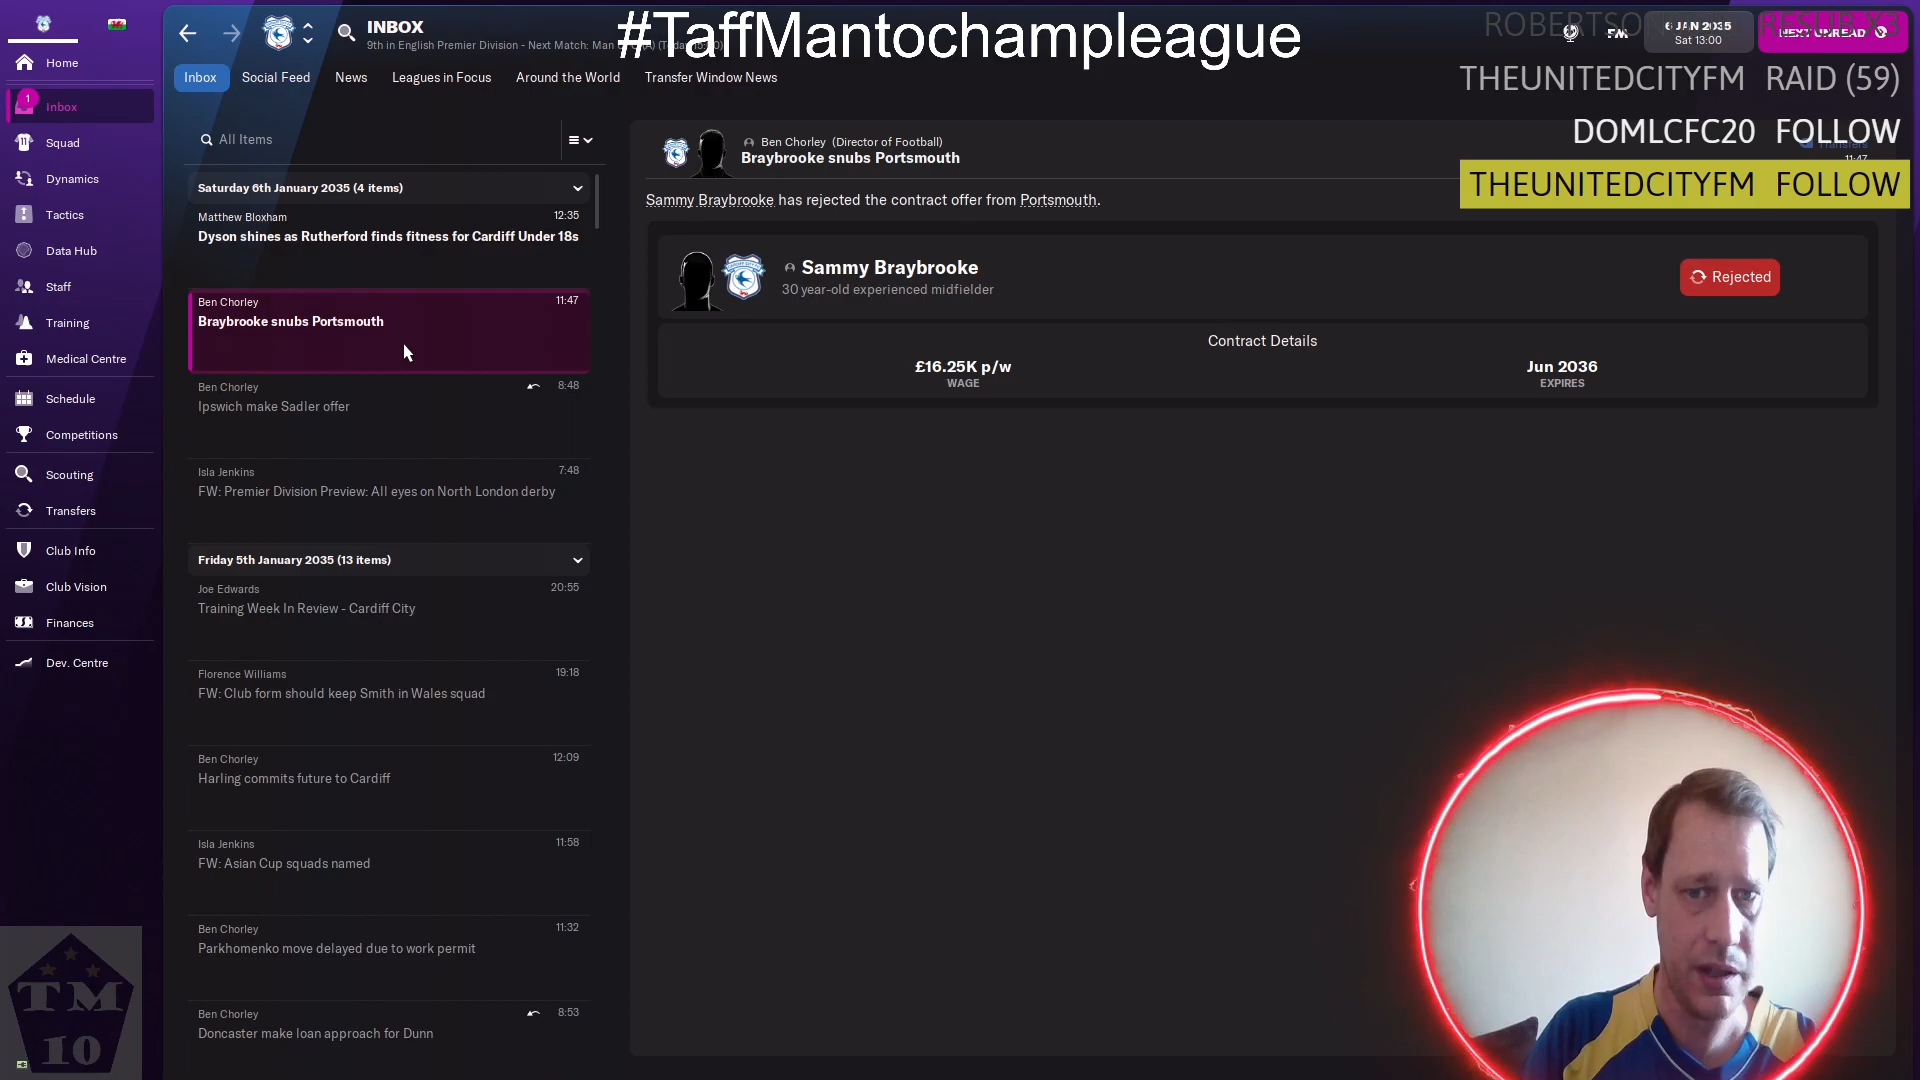 INBOX
9th in English Premier Division - Next Match: Man
#TaffMantochampleague
6 JAN 2035
Sat 13:00
NEXT UNREAD
RESUB X3
THEUNITEDCITYFM RAID (59)
DOMLCFC20 FOLLOW
THEUNITEDCITYFM FOLLOW
Home
1
Inbox
Squad
Dynamics
Tactics
Data Hub
Staff
Training
Medical Centre
Schedule
Competitions
Scouting
Transfers
Club Info
Club Vision
Finances
Dev. Centre
TM
10
Inbox
Social Feed
News
Leagues in Focus
Around the World
Transfer Window News
All Items
Saturday 6th January 2035 (4 items)
Matthew Bloxham 12:35
Dyson shines as Rutherford finds fitness for Cardiff Under 18s
Ben Chorley 11:47
Braybrooke snubs Portsmouth
Ben Chorley 8:48
Ipswich make Sadler offer
Isla Jenkins 7:48
FW: Premier Division Preview: All eyes on North London derby
Friday 5th January 2035 (13 items)
Joe Edwards 20:55
Training Week In Review - Cardiff City
Florence Williams 19:18
FW: Club form should keep Smith in Wales squad
Ben Chorley 12:09
Harling commits future to Cardiff
Isla Jenkins 11:58
FW: Asian Cup squads named
Ben Chorley 11:32
Parkhomenko move delayed due to work permit
Ben Chorley 8:53
Doncaster make loan approach for Dunn
Ben Chorley (Director of Football)
Braybrooke snubs Portsmouth
Transfers
11:47
Sammy Braybrooke has rejected the contract offer from Portsmouth.
Sammy Braybrooke
30 year-old experienced midfielder
Rejected
Contract Details
£16.25K p/w
WAGE
Jun 2036
EXPIRES